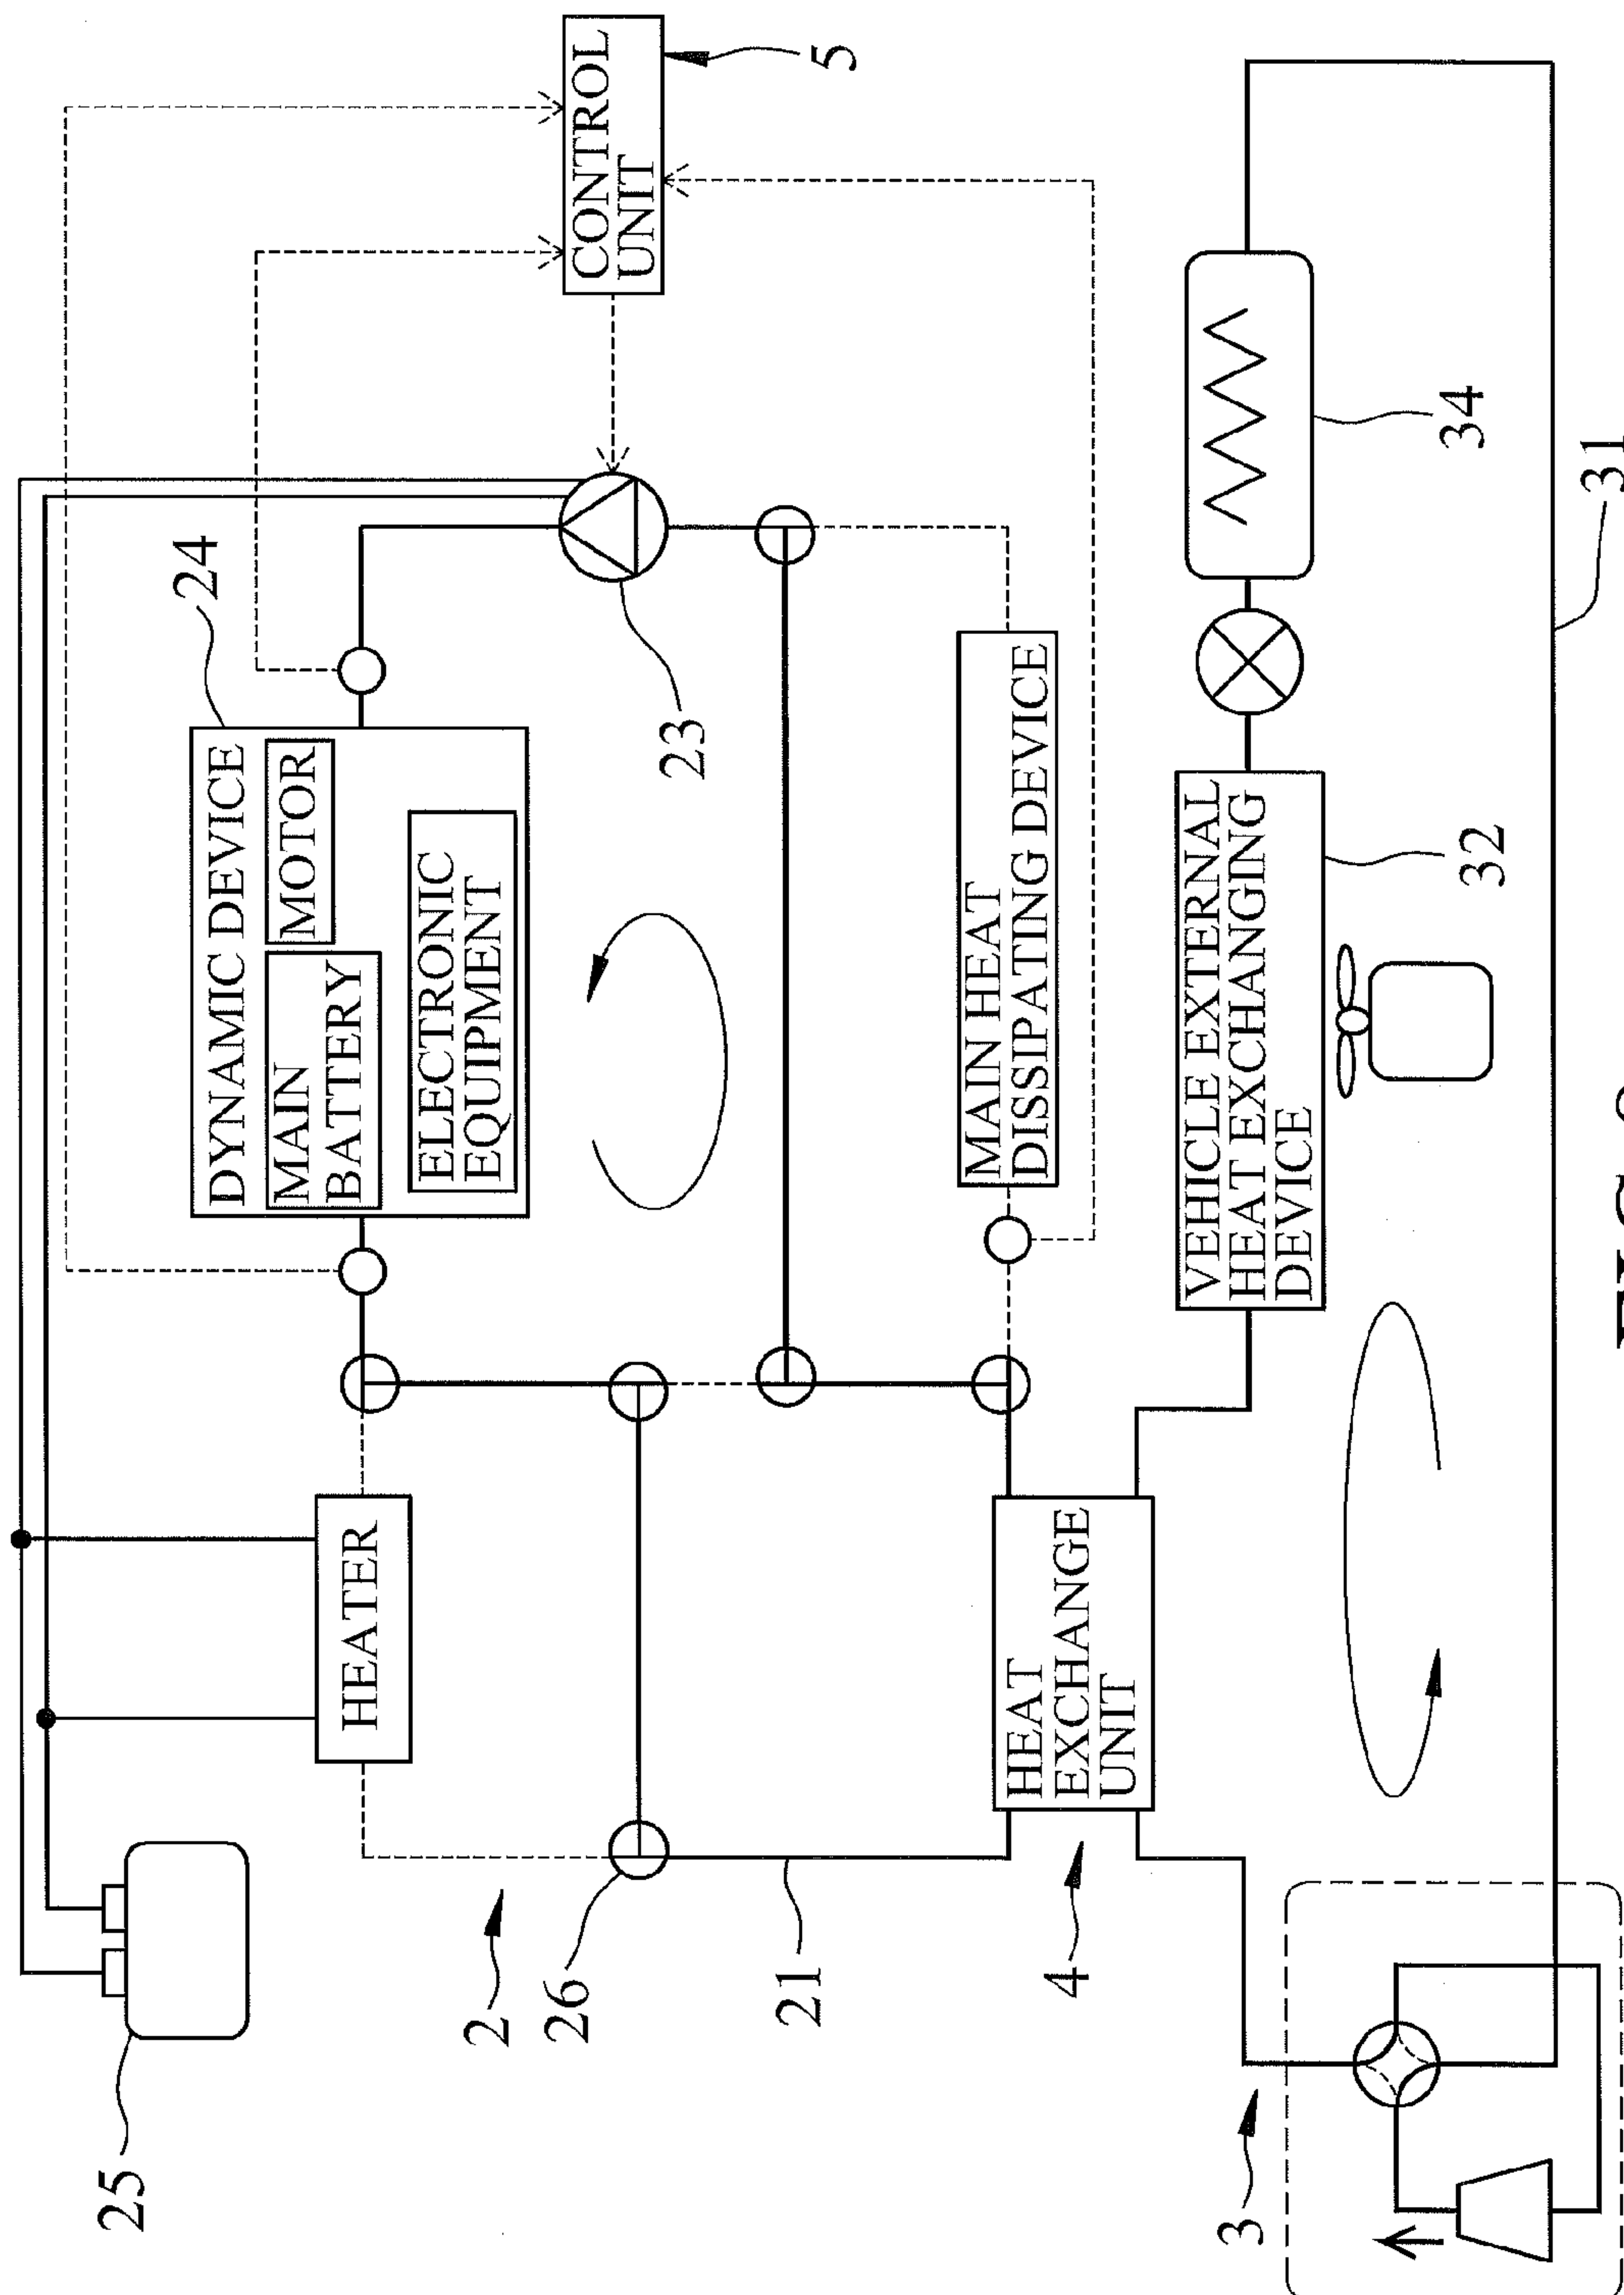 25
24
DYNAMIC DEVICE
MAIN
BATTERY
MOTOR
HEATER
ELECTRONIC
EQUIPMENT
2
26
CONTROL
UNIT
5
23
21
MAIN HEAT
DISSIPATING DEVICE
4
HEAT
EXCHANGE
UNIT
3
VEHICLE EXTERNAL
HEAT EXCHANGING
DEVICE
32
34
31